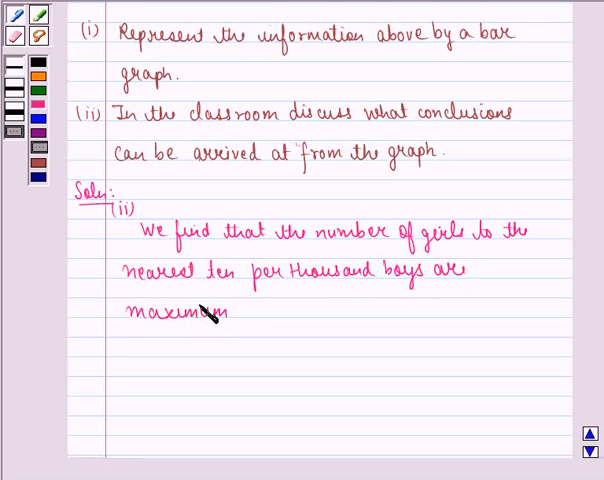 (i) Represent the information above by a bar
graph.
(ii) In the classroom discuss what conclusions
can be arrived at from the graph.
Soln:
(ii)
We find that the number of girls to the
nearest ten per thousand boys are
maximum